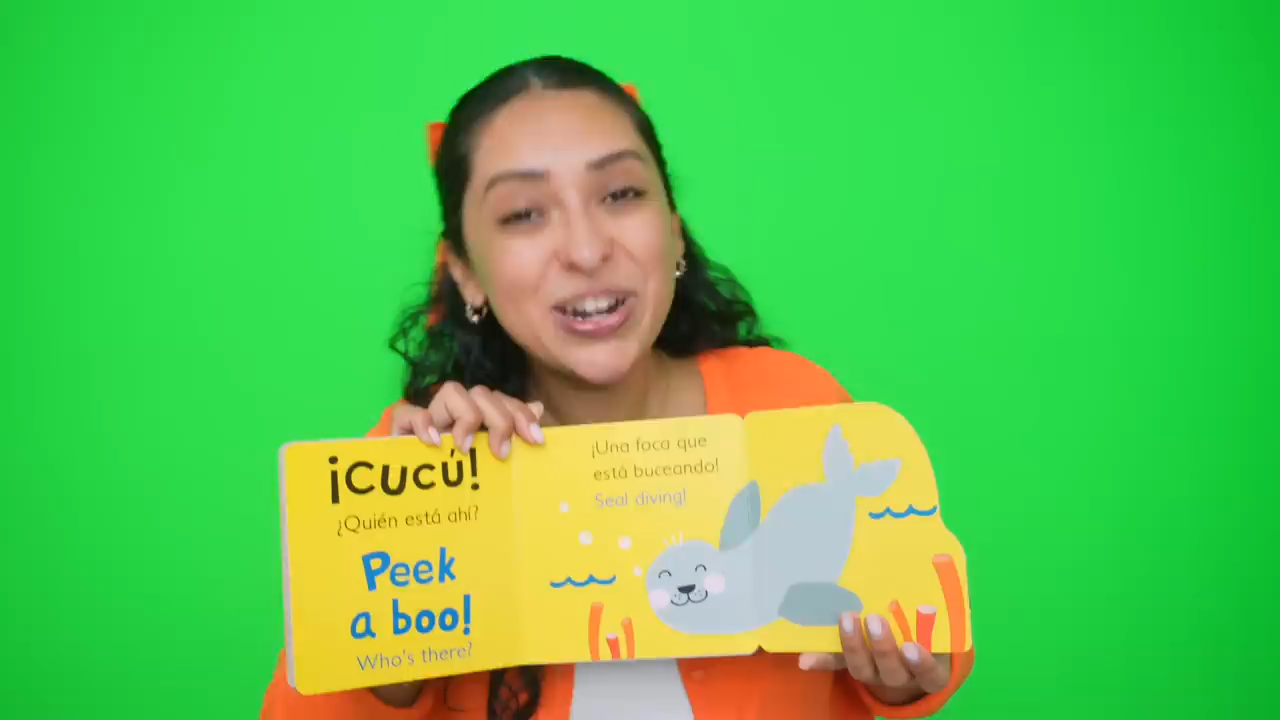 ¡Cucú!
¿Quién está ahí?
Peek
a boo!
Who's there?
¡Una foca que
está buceando!
Seal diving!